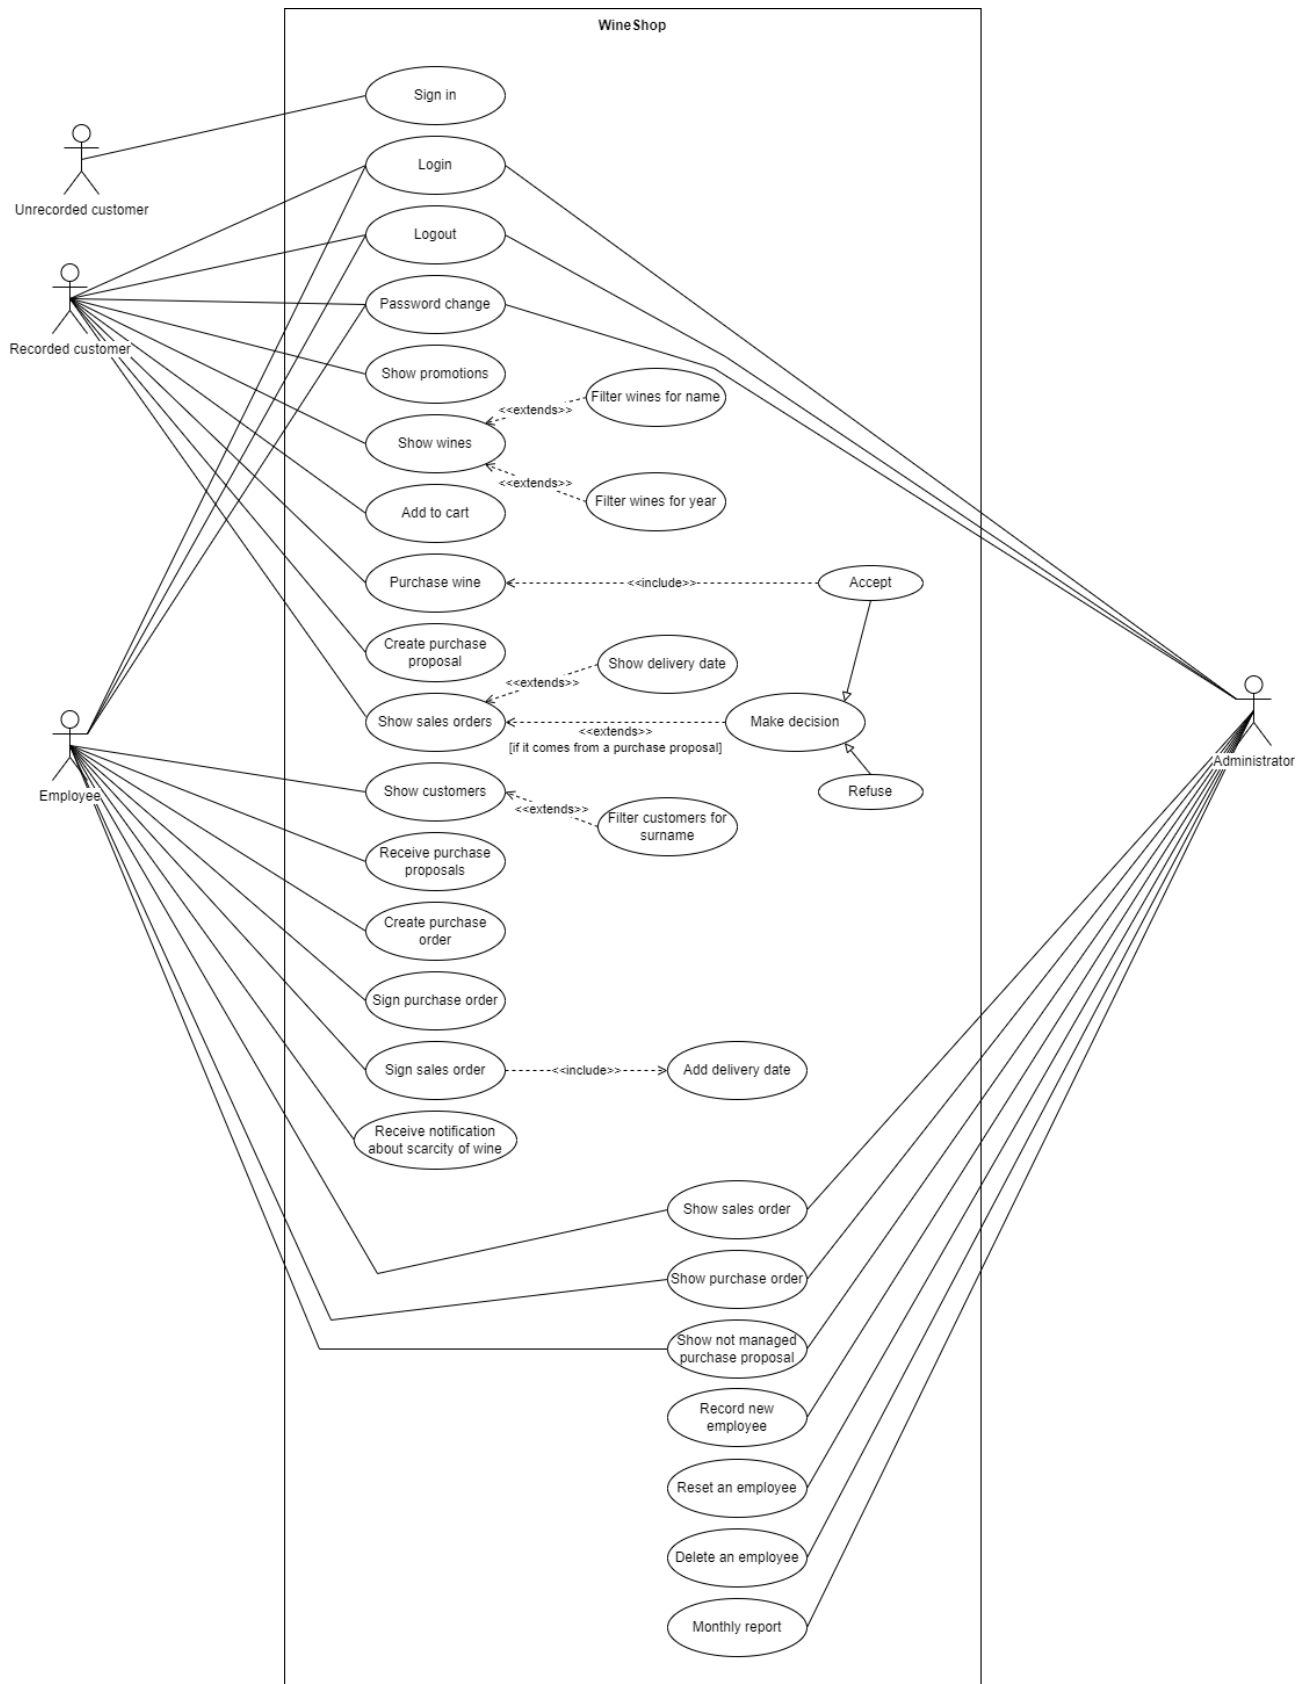 WineShop
Sign in
Unrecorded customer
Login
Logout
Recorded customer
Password change
Show promotions
Filter wines for name
<<extends>>
Show wines
<<extends>>
Filter wines for year
Add to cart
Purchase wine
<<include>>
Accept
Create purchase
proposal
Show delivery date
<<extends>>
Show sales orders
<<extends>>
[if it comes from a purchase proposal]
Make decision
Employee
Administrator
Show customers
<<extends>>
Filter customers for
surname
Refuse
Receive purchase
proposals
Create purchase
order
Sign purchase order
Sign sales order
<<include>>
Add delivery date
Receive notification
about scarcity of wine
Show sales order
Show purchase order
Show not managed
purchase proposal
Record new
employee
Reset an employee
Delete an employee
Monthly report